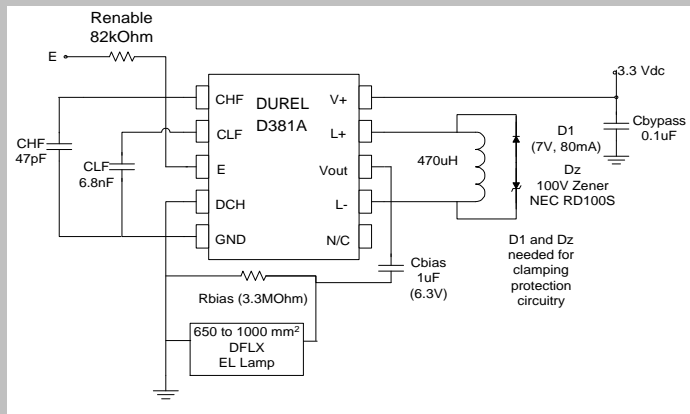 Renable
82kOhm
E
3.3 Vdc
CHF
47pF
CLF
6.8nF
CHF
CLF
E
DCH
GND
DUREL
D381A
V+
L+
Vout
L-
N/C
470uH
D1
(7V, 80mA)
Dz
100V Zener
NEC RD100S
Cbypass
0.1uF
D1 and Dz
needed for
clamping
protection
circuitry
Cbias
1uF
(6.3V)
Rbias (3.3MOhm)
650 to 1000 mm²
DFLX
EL Lamp